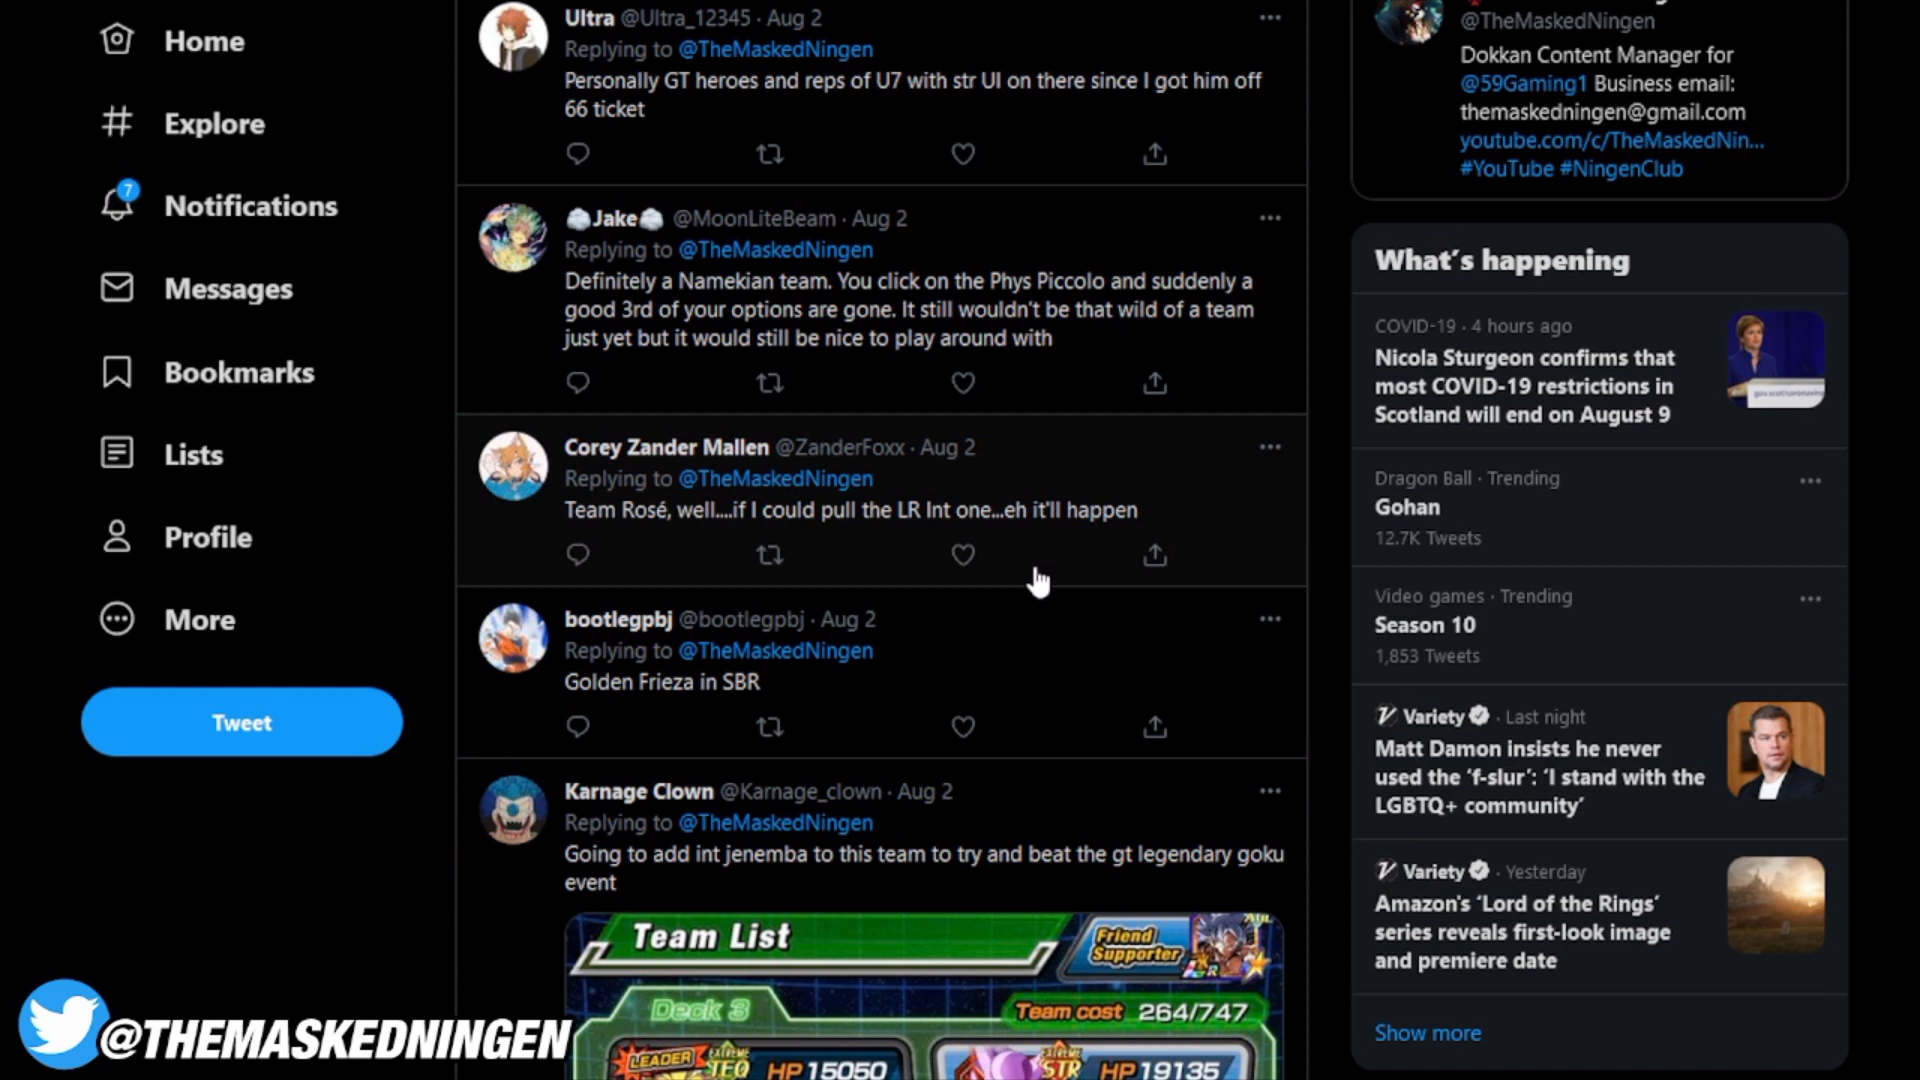 Home
Explore
7
Notifications
Messages
Bookmarks
Lists
Profile
More
Tweet
Ultra @Ultra_12345 · Aug 2
Replying to @TheMaskedNingen
Personally GT heroes and reps of U7 with str UI on there since I got him off
66 ticket
Jake @MoonLiteBeam · Aug 2
Replying to @TheMaskedNingen
Definitely a Namekian team. You click on the Phys Piccolo and suddenly a
good 3rd of your options are gone. It still wouldn't be that wild of a team
just yet but it would still be nice to play around with
Corey Zander Mallen @ZanderFoxx · Aug 2
Replying to @TheMaskedNingen
Team Rosé, well....if I could pull the LR Int one...eh it'll happen
bootlegpbj @bootlegpbj · Aug 2
Replying to @TheMaskedNingen
Golden Frieza in SBR
Karnage Clown @Karnage_clown · Aug 2
Replying to @TheMaskedNingen
Going to add int jenemba to this team to try and beat the gt legendary goku
event
Team List
Friend
Supporter
Deck 3
Team cost 264/747
LEADER EXTREME TEQ HP 15050
EXTREME STR HP 19135
@TheMaskedNingen
Dokkan Content Manager for
@59Gaming1 Business email:
themaskedningen@gmail.com
youtube.com/c/TheMaskedNin...
#YouTube #NingenClub
What's happening
COVID-19 · 4 hours ago
Nicola Sturgeon confirms that
most COVID-19 restrictions in
Scotland will end on August 9
Dragon Ball · Trending
Gohan
12.7K Tweets
Video games · Trending
Season 10
1,853 Tweets
Variety · Last night
Matt Damon insists he never
used the 'f-slur': 'I stand with the
LGBTQ+ community'
Variety · Yesterday
Amazon's 'Lord of the Rings'
series reveals first-look image
and premiere date
Show more
@THEMASKEDNINGEN